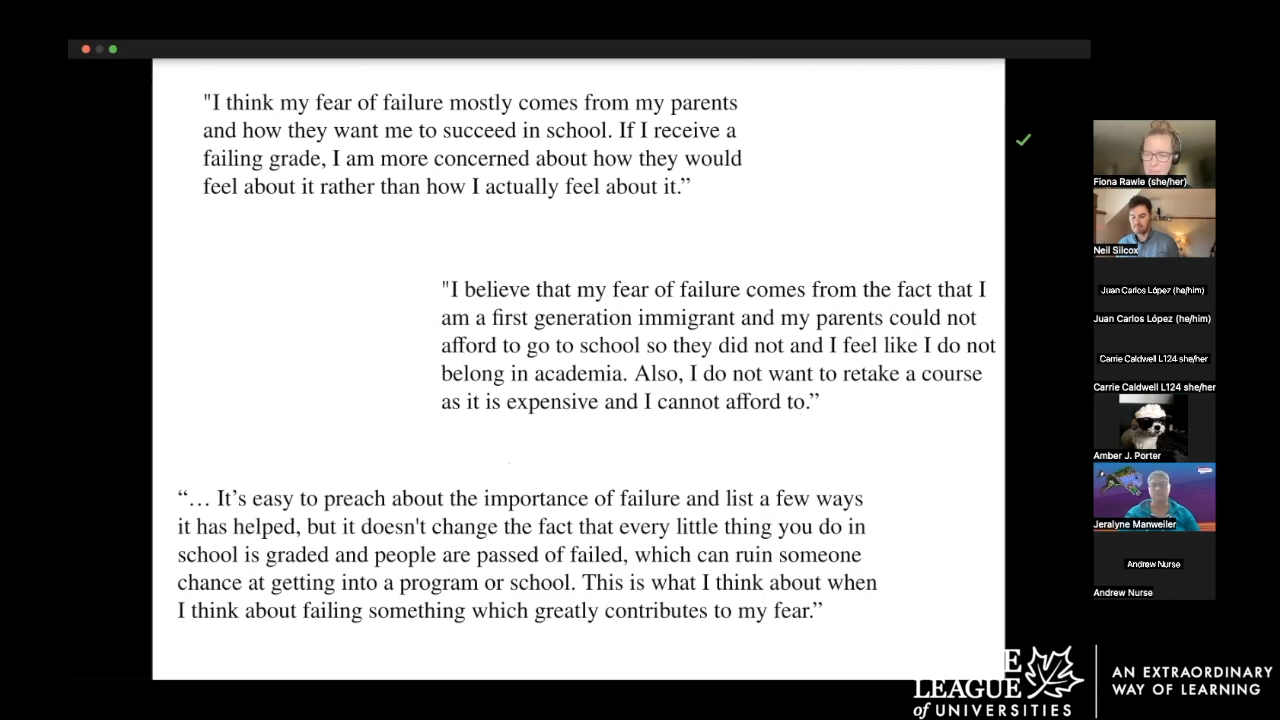 "I think my fear of failure mostly comes from my parents
and how they want me to succeed in school. If I receive a
failing grade, I am more concerned about how they would
feel about it rather than how I actually feel about it.”
"I believe that my fear of failure comes from the fact that I
am a first generation immigrant and my parents could not
afford to go to school so they did not and I feel like I do not
belong in academia. Also, I do not want to retake a course
as it is expensive and I cannot afford to.”
“… It’s easy to preach about the importance of failure and list a few ways
it has helped, but it doesn't change the fact that every little thing you do in
school is graded and people are passed of failed, which can ruin someone
chance at getting into a program or school. This is what I think about when
I think about failing something which greatly contributes to my fear.”
Fiona Rawle (she/her)
Neil Silcox
Juan Carlos López (he/him)
Juan Carlos López (he/him)
Carrie Caldwell L124 she/her
Carrie Caldwell L124 she/her
Amber J. Porter
Jeralyne Manweiler
Andrew Nurse
Andrew Nurse
LEAGUE
of UNIVERSITIES
AN EXTRAORDINARY
WAY OF LEARNING